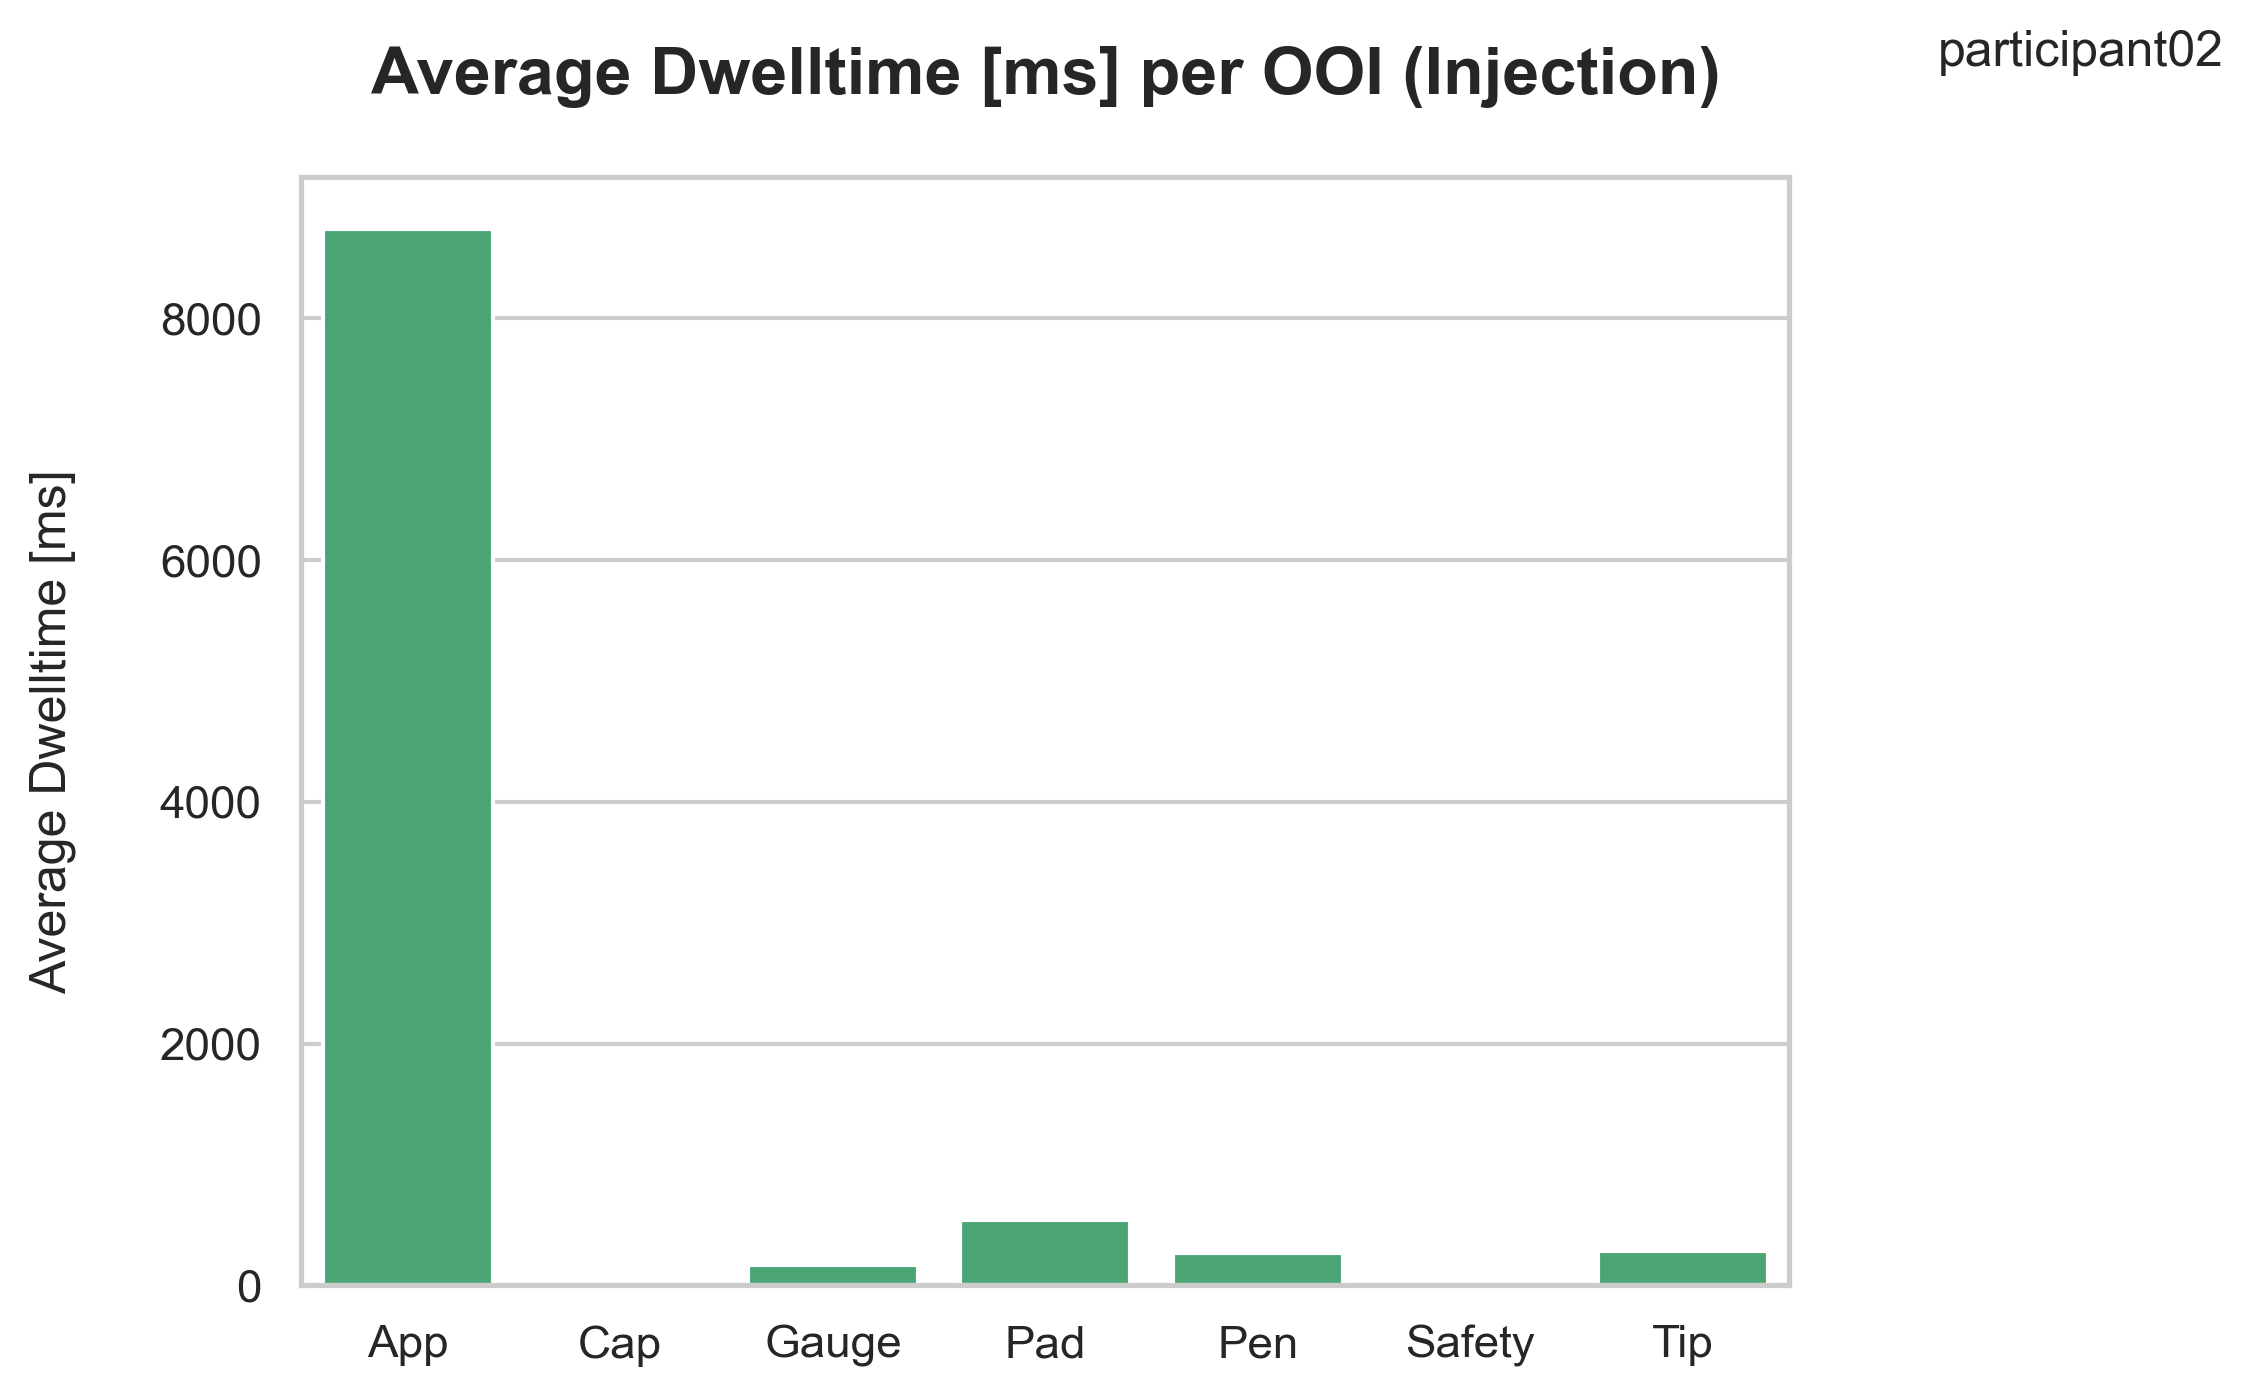 participant02
Average Dwelltime [ms] per OOI (Injection)
Average Dwelltime [ms]
8000
6000
4000
2000
0
App Cap Gauge Pad Pen Safety Tip